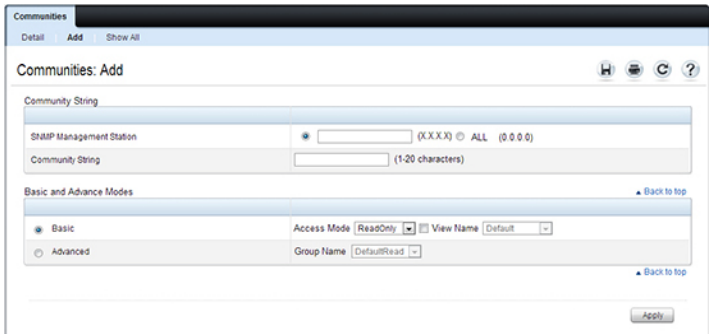 Communities
Detail Add Show All
Communities: Add
Community String
SNMP Management Station (X.X.X.X) ALL (0.0.0.0)
Community String (1-20 characters)
Basic and Advance Modes Back to top
Basic Access Mode ReadOnly View Name Default
Advanced Group Name DefaultRead
Back to top
Apply